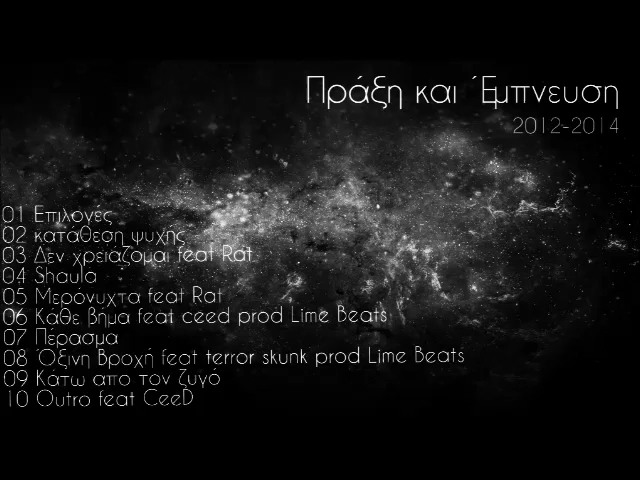 Πράξη και Έμπνευση
2012-2014
01 Επιλογες
02 κατάθεση ψυχης
03 Δεν χρειάζομαι feat Rat
04 Shaula
05 Μερόνυχτα feat Rat
06 Κάθε βήμα feat ceed prod Lime Beats
07 Πέρασμα
08 Όξινη Βροχή feat terror skunk prod Lime Beats
09 Κάτω απο τον ζυγό
10 Outro feat CeeD